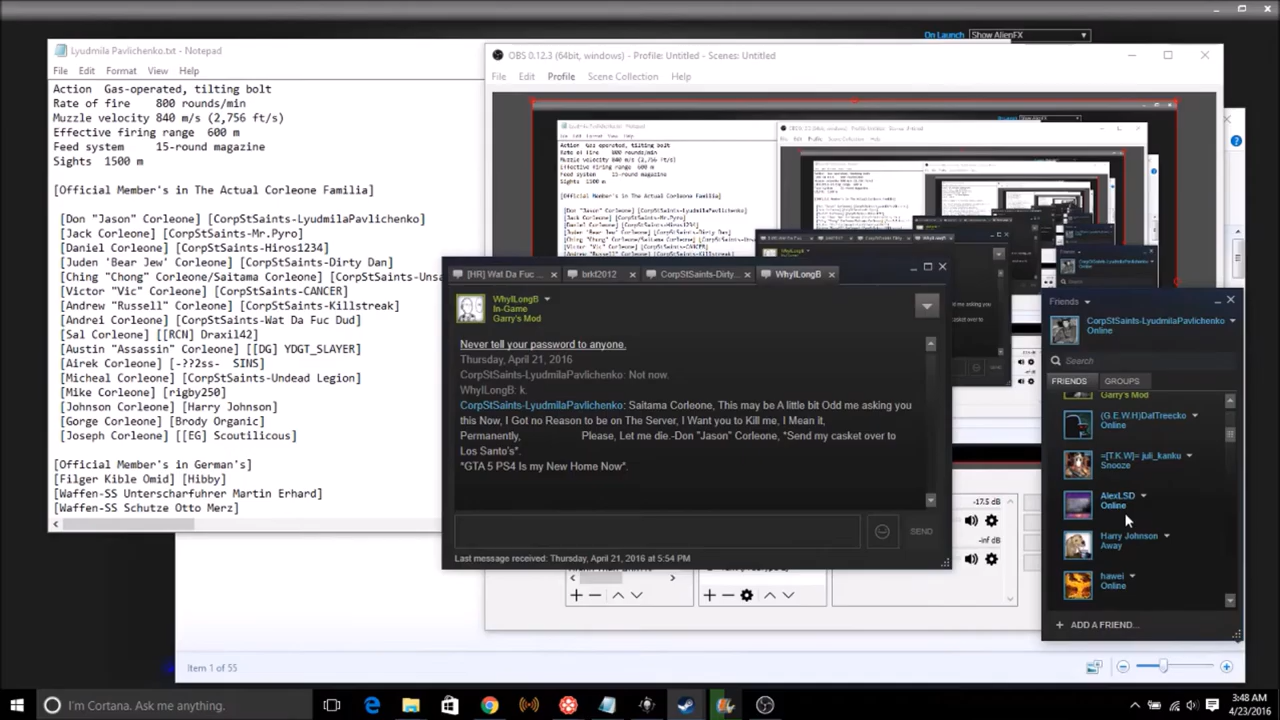 On Launch Show AlienFX
Lyudmila Pavlichenko.txt - Notepad
File Edit Format View Help
Action Gas-operated, tilting bolt
Rate of fire 800 rounds/min
Muzzle velocity 840 m/s (2,756 ft/s)
Effective firing range 600 m
Feed system 15-round magazine
Sights 1500 m
[Official Member's in The Actual Corleone Familia]
[Don "Jason" Corleone] [CorpStSaints-LyudmilaPavlichenko]
[Jack Corleone] [CorpStSaints-Mr.Pyro]
[Daniel Corleone] [CorpStSaints-Hiros1234]
[Juden 'Bear Jew' Corleone] [CorpStSaints-Dirty Dan]
[Ching "Chong" Corleone/Saitama Corleone] [CorpStSaints-Unsa
[Victor "Vic" Corleone] [CorpStSaints-CANCER]
[Andrew "Russell" Corleone] [CorpStSaints-Killstreak]
[Andrei Corleone] [CorpStSaints-Wat Da Fuc Dud]
[Sal Corleone] [[RCN] Draxil42]
[Austin "Assassin" Corleone] [[DG] YDGT_SLAYER]
[Airek Corleone] [-??2ss- SINS]
[Micheal Corleone] [CorpStSaints-Undead Legion]
[Mike Corleone] [rigby250]
[Johnson Corleone] [Harry Johnson]
[Gorge Corleone] [Brody Organic]
[Joseph Corleone] [[EG] Scoutilicous]
[Official Member's in German's]
[Filger Kible Omid] [Hibby]
[Waffen-SS Unterscharfuhrer Martin Erhard]
[Waffen-SS Schutze Otto Merz]
OBS 0.12.3 (64bit, windows) - Profile: Untitled - Scenes: Untitled
File Edit Profile Scene Collection Help
[HR] Wat Da Fuc ... brkt2012 CorpStSaints-Dirty... WhyILongB
WhyILongB
In-Game
Garry's Mod
Never tell your password to anyone.
Thursday, April 21, 2016
CorpStSaints-LyudmilaPavlichenko: Not now.
WhyILongB: k.
CorpStSaints-LyudmilaPavlichenko: Saitama Corleone, This may be A little bit Odd me asking you
this Now, I Got no Reason to be on The Server, I Want you to Kill me, I Mean it,
Permanently, Please, Let me die.-Don "Jason" Corleone, *Send my casket over to
Los Santo's*.
*GTA 5 PS4 Is my New Home Now*.
SEND
Last message received: Thursday, April 21, 2016 at 5:54 PM
Friends
CorpStSaints-LyudmilaPavlichenko
Online
Search
FRIENDS GROUPS
Garry's Mod
(G.E.W.H)DatTreecko
Online
=[T.K.W]= juli_kanku
Snooze
AlexLSD
Online
Harry Johnson
Away
hawei
Online
ADD A FRIEND...
-17.5 dB
-inf dB
Item 1 of 55
I'm Cortana. Ask me anything.
3:48 AM
4/23/2016